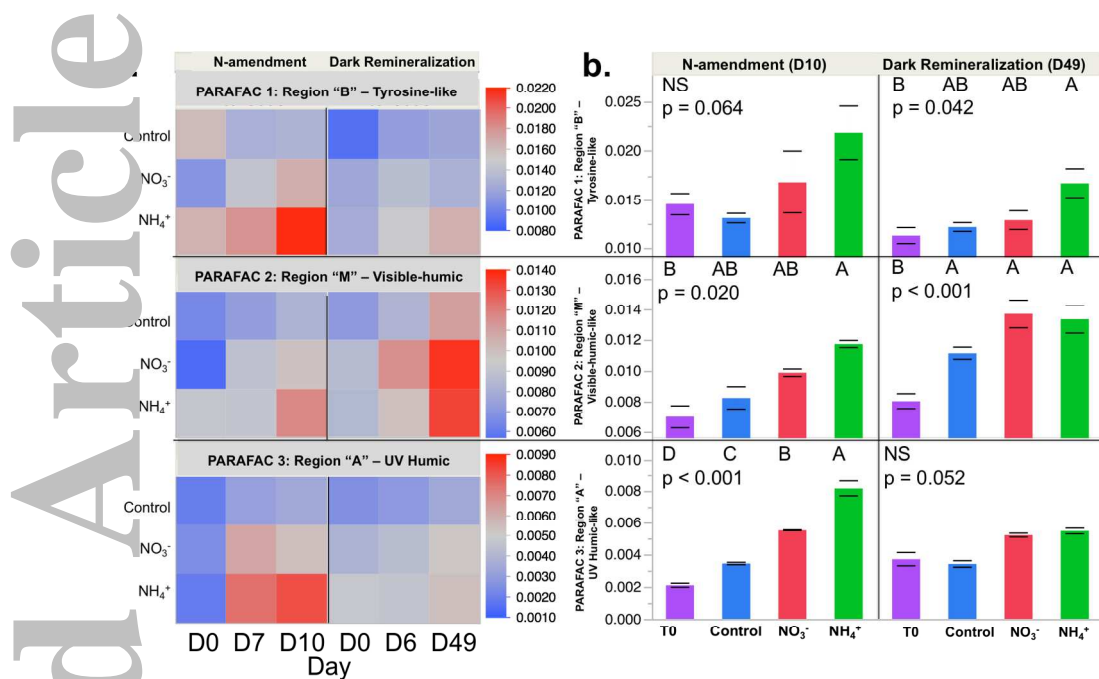 d Article
N-amendment Dark Remineralization
PARAFAC 1: Region “B” – Tyrosine-like
Control
NO₃⁻
NH₄⁺
0.0220
0.0200
0.0180
0.0160
0.0140
0.0120
0.0100
0.0080
PARAFAC 2: Region “M” – Visible-humic
Control
NO₃⁻
NH₄⁺
0.0140
0.0130
0.0120
0.0110
0.0100
0.0090
0.0080
0.0070
0.0060
PARAFAC 3: Region “A” – UV Humic
Control
NO₃⁻
NH₄⁺
0.0090
0.0080
0.0070
0.0060
0.0050
0.0040
0.0030
0.0020
0.0010
D0 D7 D10 D0 D6 D49
Day
b.
N-amendment (D10) Dark Remineralization (D49)
PARAFAC 1: Region “B” –
Tyrosine-like
0.025
0.020
0.015
0.010
NS
p = 0.064
B AB AB A
p = 0.042
PARAFAC 2: Region “M” –
Visible-humic-like
0.016
0.014
0.012
0.010
0.008
0.006
B AB AB A
p = 0.020
B A A A
p < 0.001
PARAFAC 3: Region “A” –
UV Humic-like
0.010
0.008
0.006
0.004
0.002
0.000
D C B A
p < 0.001
NS
p = 0.052
T0 Control NO₃⁻ NH₄⁺ T0 Control NO₃⁻ NH₄⁺